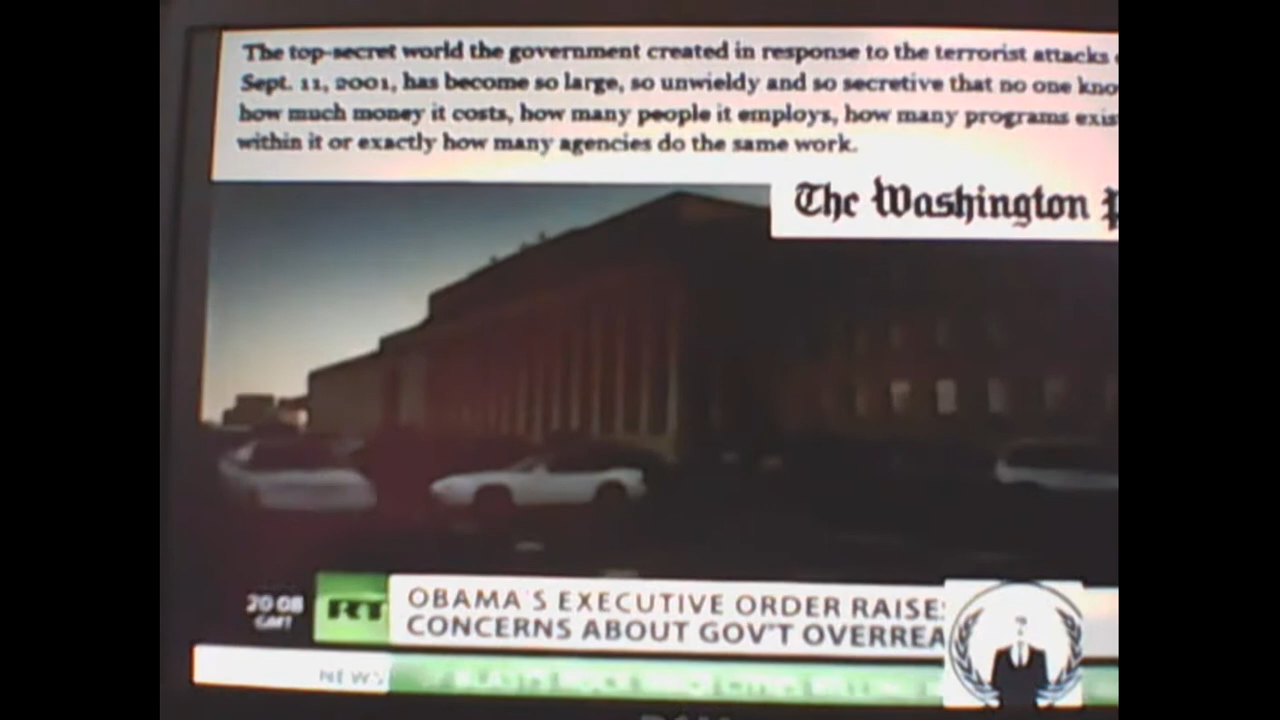 The top-secret world the government created in response to the terrorist attacks
Sept. 11, 2001, has become so large, so unwieldy and so secretive that no one kno
how much money it costs, how many people it employs, how many programs exis
within it or exactly how many agencies do the same work.
The Washington P
20:08
GMT
RT
OBAMA'S EXECUTIVE ORDER RAISE
CONCERNS ABOUT GOV'T OVERREA
NEWS